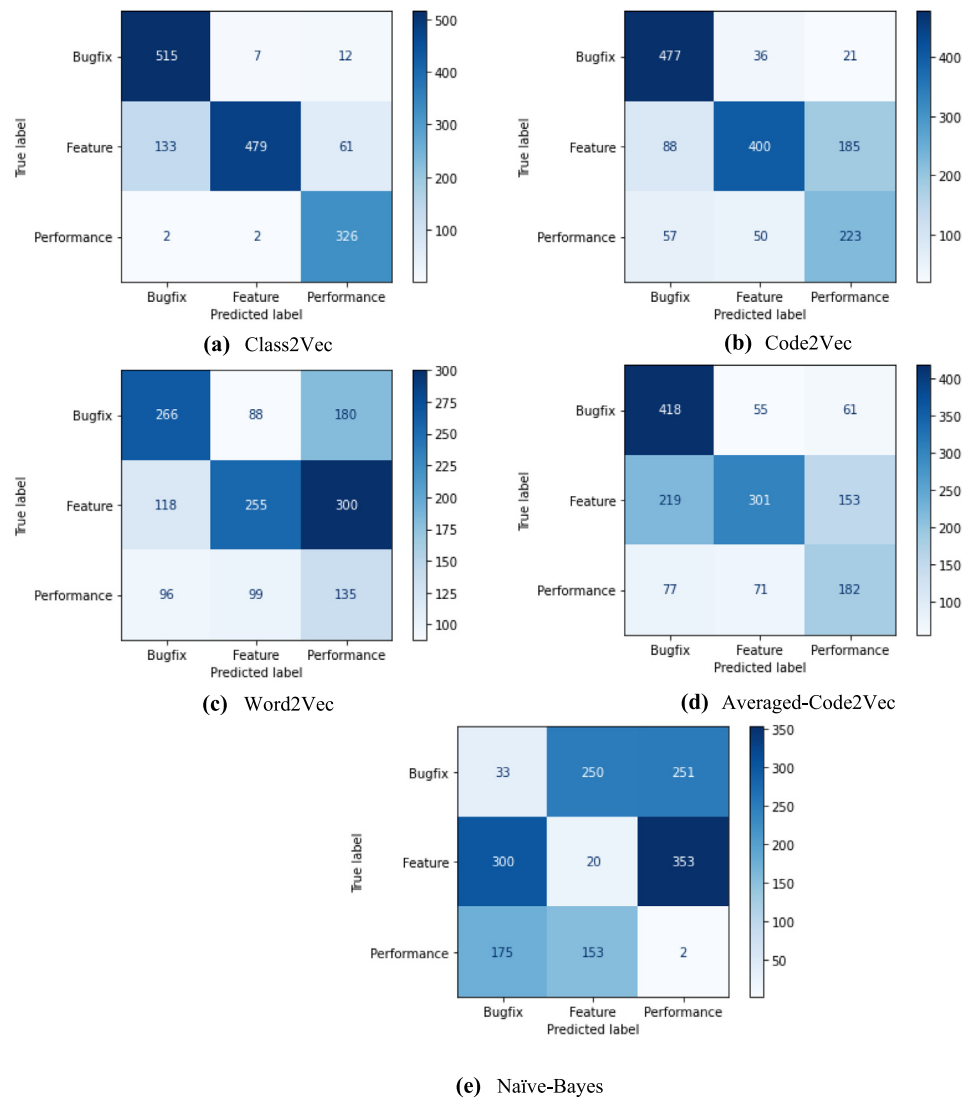 Bugfix 515 7 12
Feature 133 479 61
Performance 2 2 326
Bugfix Feature Performance
Predicted label
True label
500
400
300
200
100
(a) Class2Vec
Bugfix 477 36 21
Feature 88 400 185
Performance 57 50 223
Bugfix Feature Performance
Predicted label
True label
400
300
200
100
(b) Code2Vec
Bugfix 266 88 180
Feature 118 255 300
Performance 96 99 135
Bugfix Feature Performance
Predicted label
True label
300
275
250
225
200
175
150
125
100
(c) Word2Vec
Bugfix 418 55 61
Feature 219 301 153
Performance 77 71 182
Bugfix Feature Performance
Predicted label
True label
400
350
300
250
200
150
100
(d) Averaged-Code2Vec
Bugfix 33 250 251
Feature 300 20 353
Performance 175 153 2
Bugfix Feature Performance
Predicted label
True label
350
300
250
200
150
100
50
(e) Naïve-Bayes